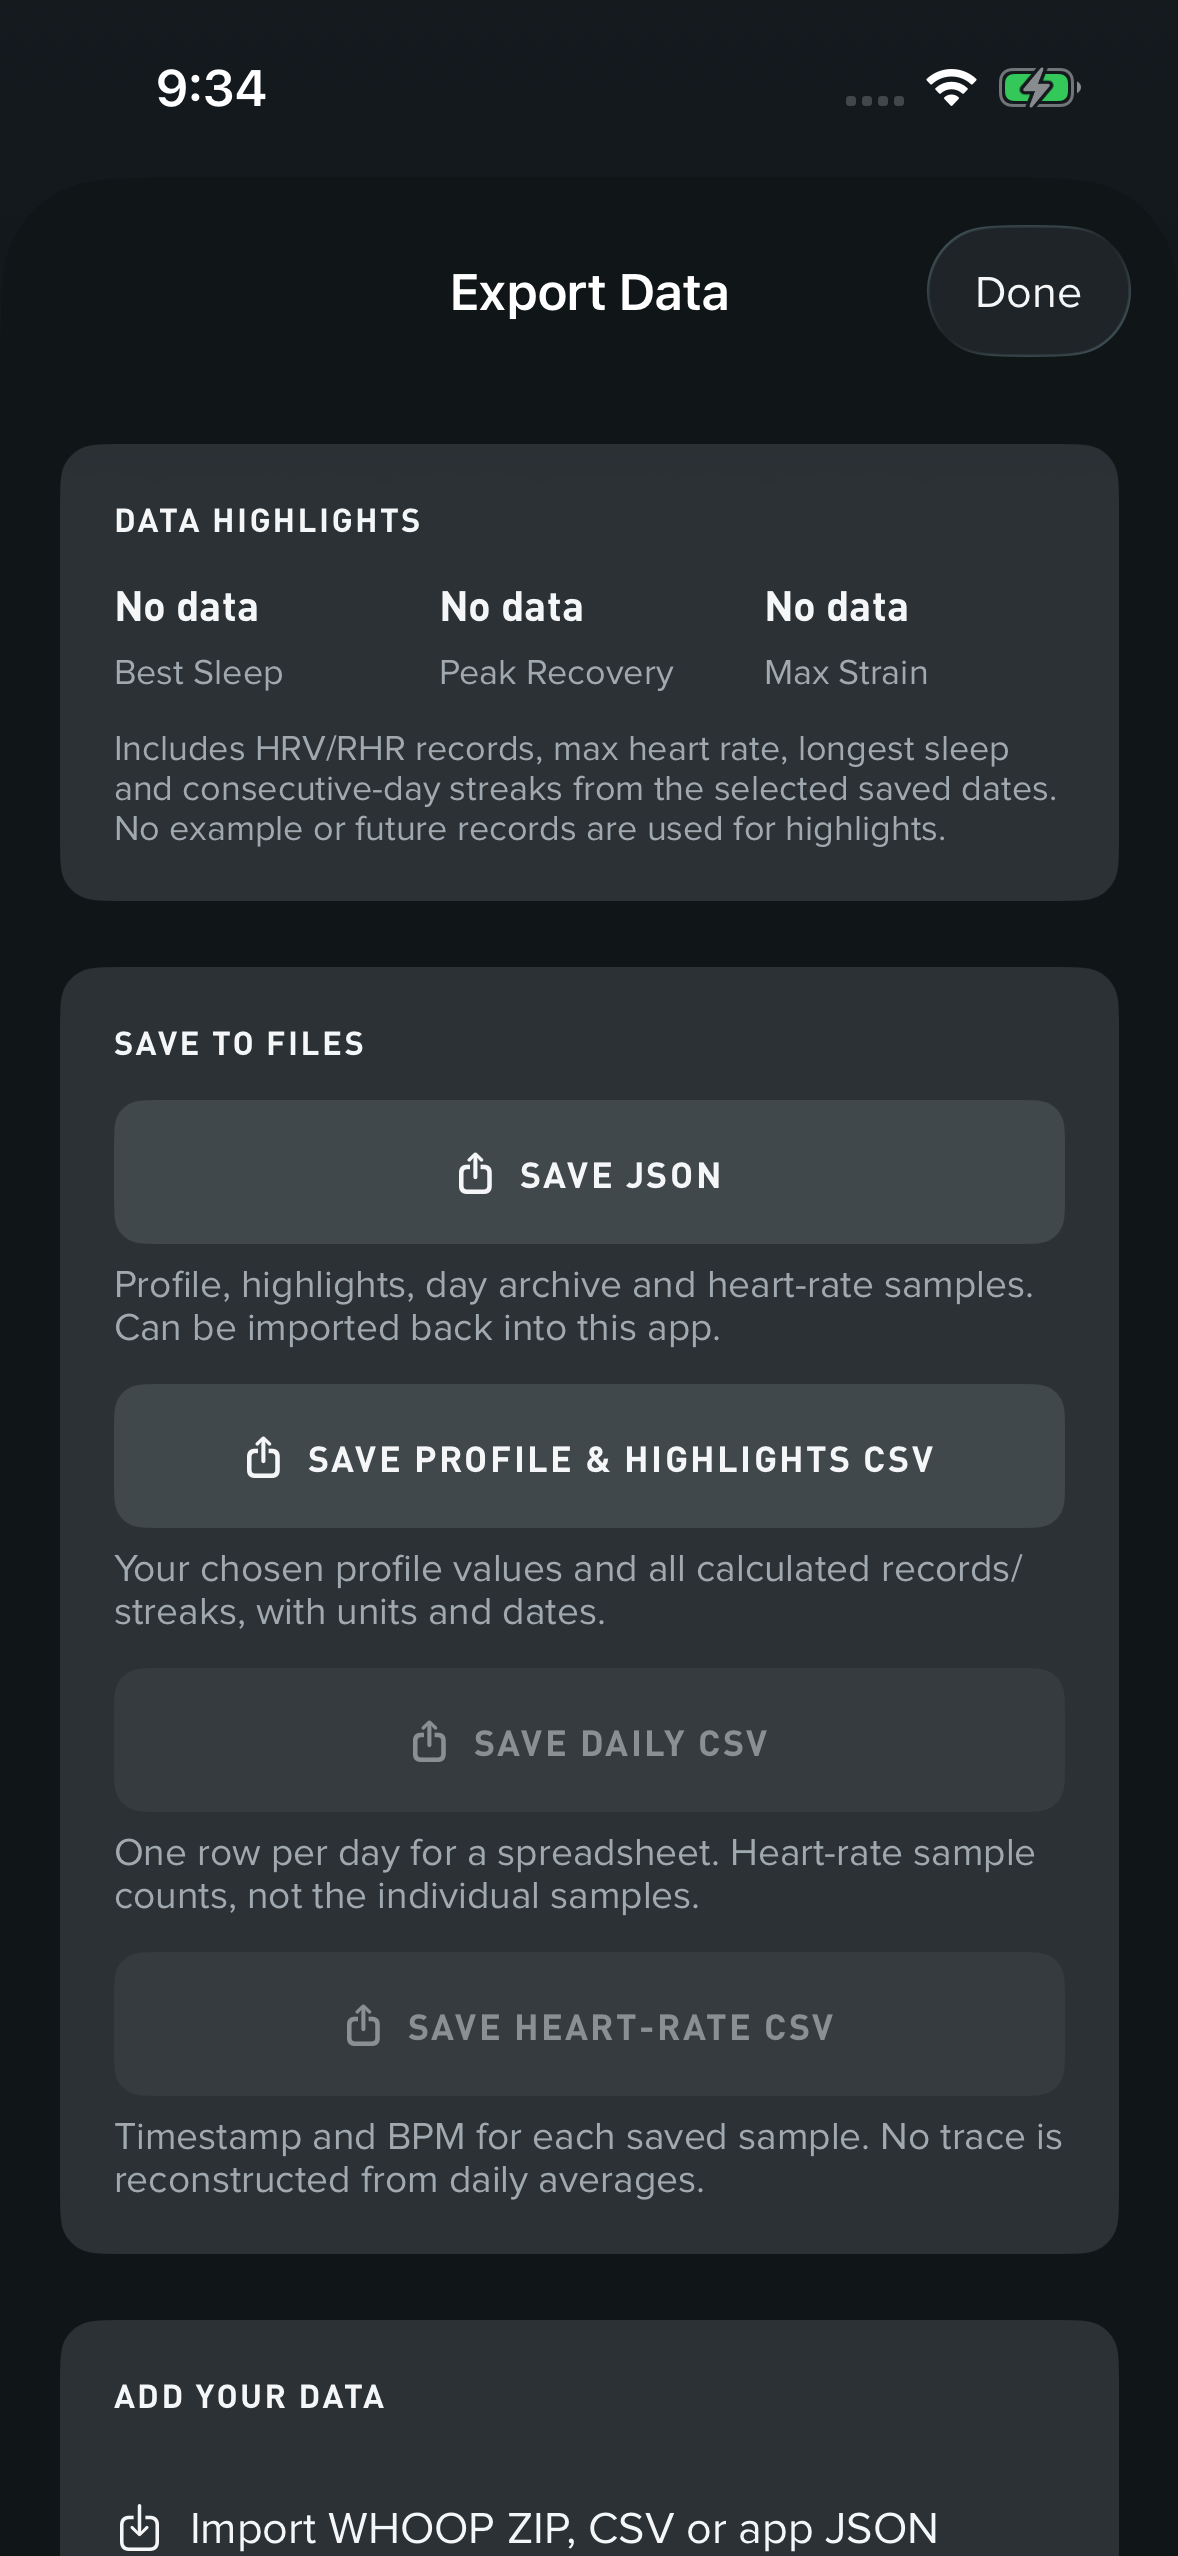 9:34
Export Data
Done
DATA HIGHLIGHTS
No data
No data
No data
Best Sleep
Peak Recovery
Max Strain
Includes HRV/RHR records, max heart rate, longest sleep
and consecutive-day streaks from the selected saved dates.
No example or future records are used for highlights.
SAVE TO FILES
SAVE JSON
Profile, highlights, day archive and heart-rate samples.
Can be imported back into this app.
SAVE PROFILE & HIGHLIGHTS CSV
Your chosen profile values and all calculated records/
streaks, with units and dates.
SAVE DAILY CSV
One row per day for a spreadsheet. Heart-rate sample
counts, not the individual samples.
SAVE HEART-RATE CSV
Timestamp and BPM for each saved sample. No trace is
reconstructed from daily averages.
ADD YOUR DATA
Import WHOOP ZIP, CSV or app JSON